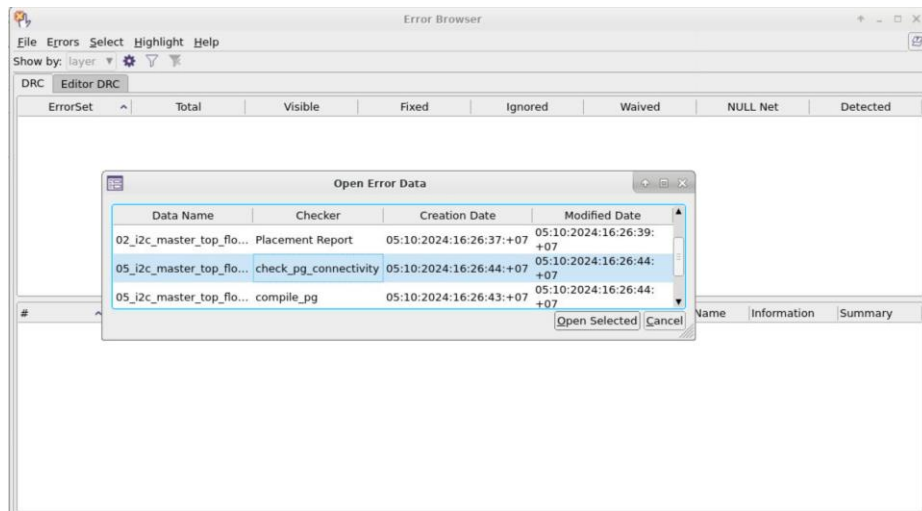 Error Browser
File Errors Select Highlight Help
Show by: layer
DRC Editor DRC
ErrorSet Total Visible Fixed Ignored Waived NULL Net Detected
Open Error Data
Data Name Checker Creation Date Modified Date
02_i2c_master_top_flo... Placement Report 05:10:2024:16:26:37:+07 05:10:2024:16:26:39:
+07
05_i2c_master_top_flo... check_pg_connectivity 05:10:2024:16:26:44:+07 05:10:2024:16:26:44:
+07
05_i2c_master_top_flo... compile_pg 05:10:2024:16:26:43:+07 05:10:2024:16:26:44:
+07
Open Selected Cancel
# Name Information Summary